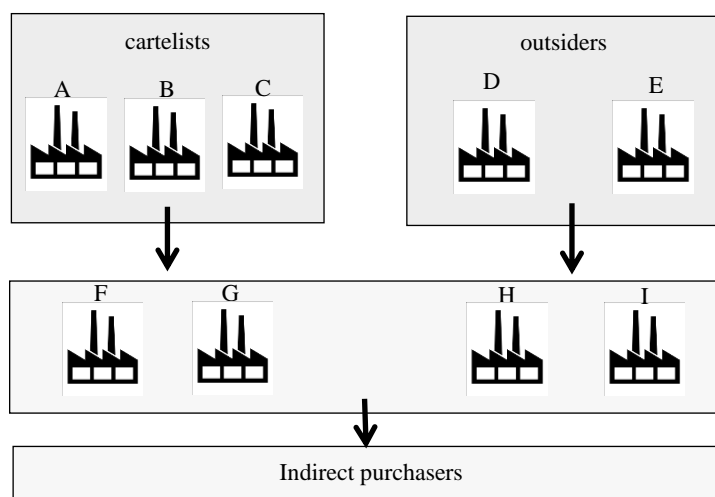 cartelists
outsiders
A B C
D E
F G H I
Indirect purchasers